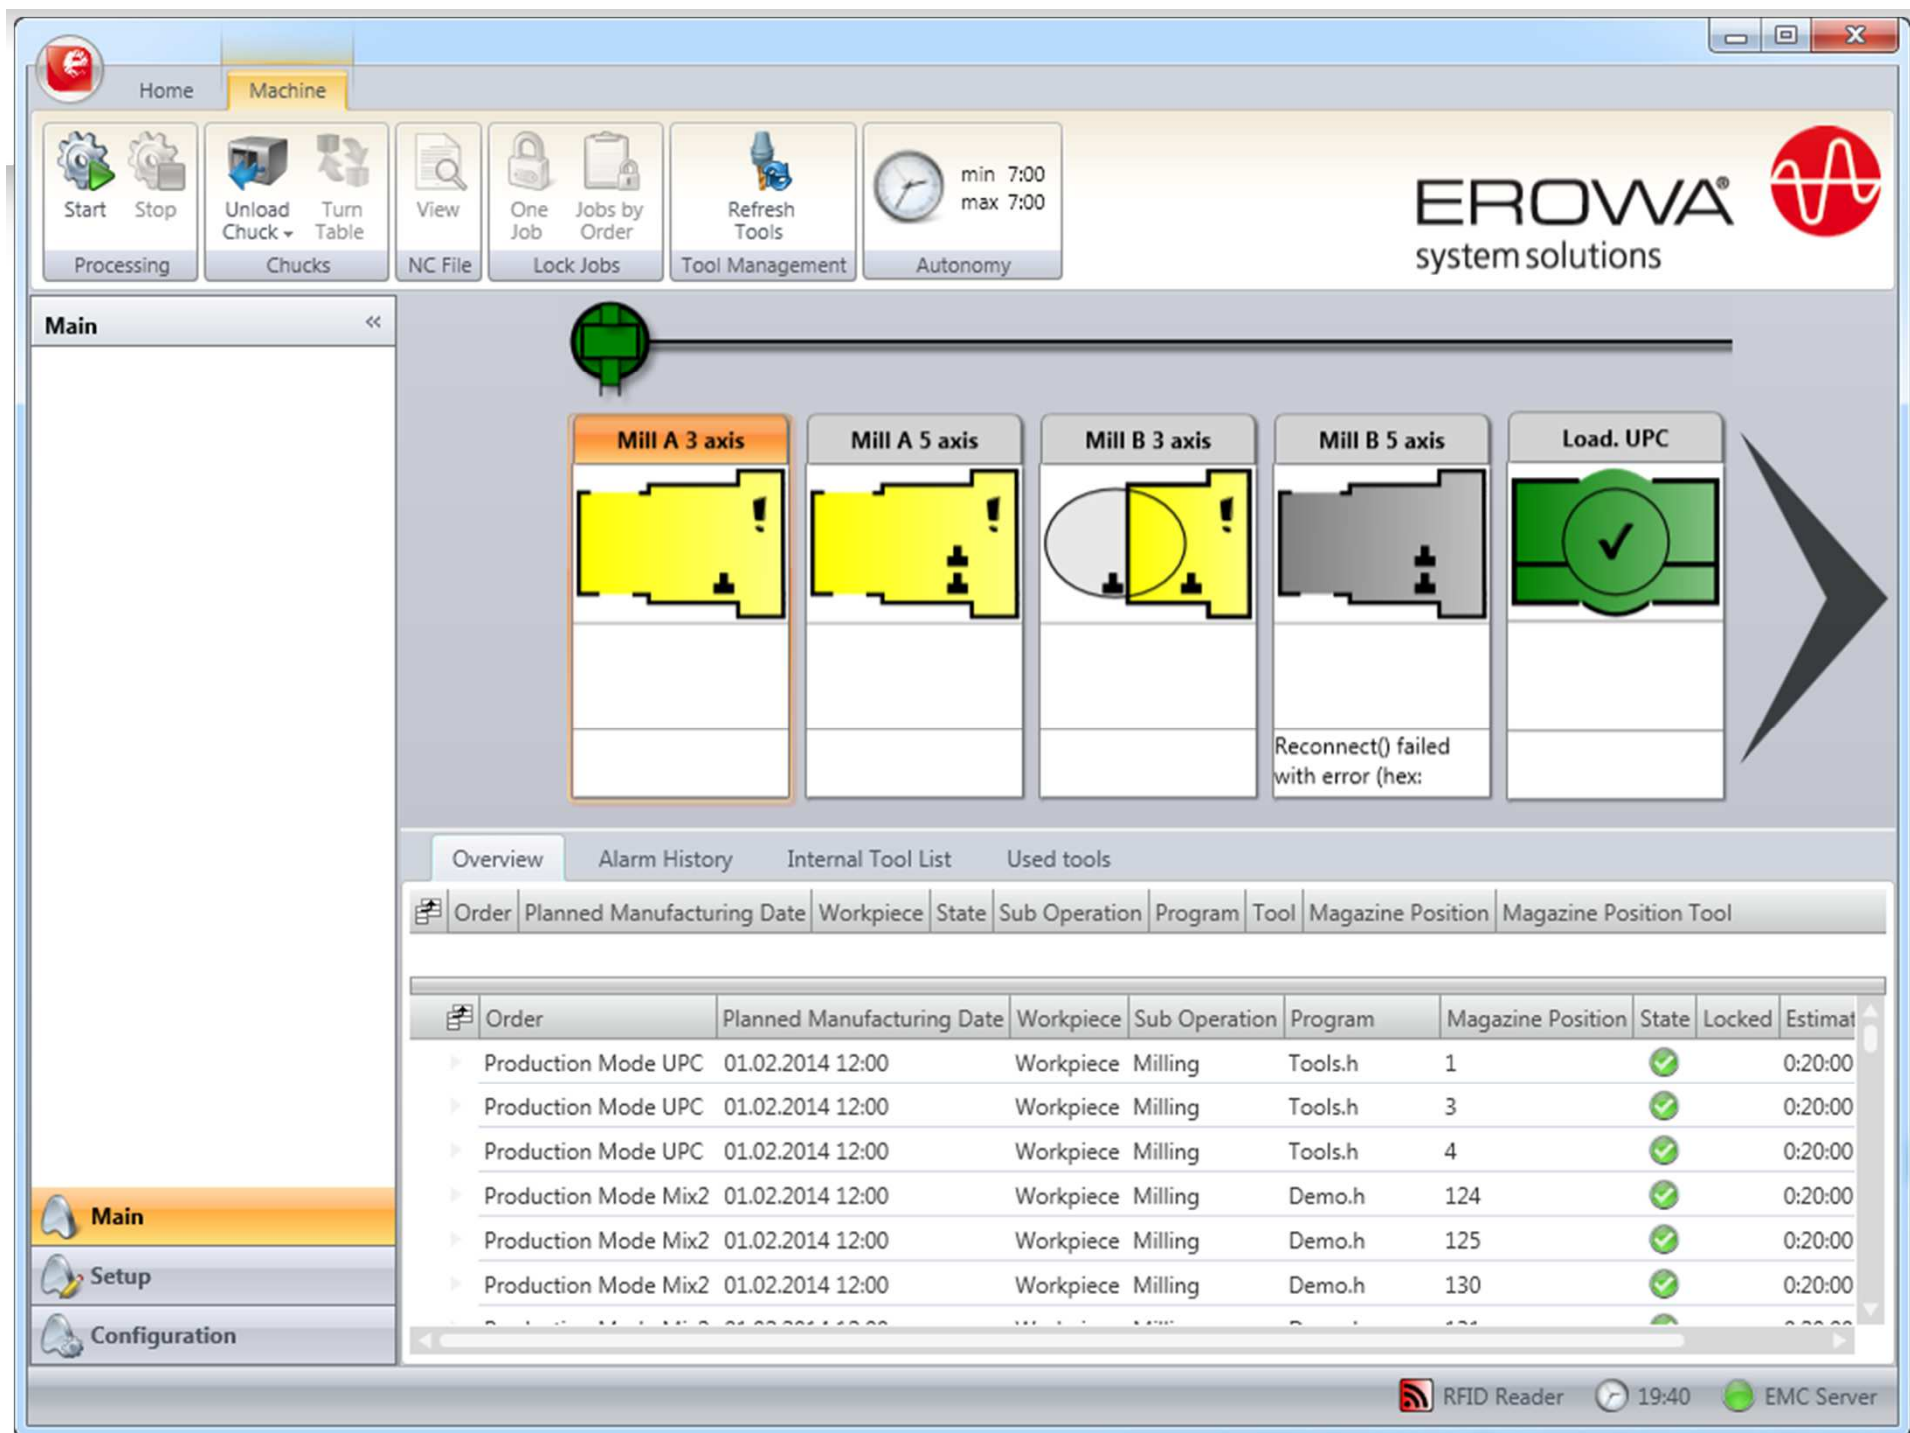 Home Machine
Start Stop
Unload Chuck
Turn Table
View
One Job
Jobs by Order
Refresh Tools
min 7:00
max 7:00
Processing Chucks NC File Lock Jobs Tool Management Autonomy
EROWA®
system solutions
Main «
Mill A 3 axis Mill A 5 axis Mill B 3 axis Mill B 5 axis Load. UPC
Reconnect() failed
with error (hex:
Overview Alarm History Internal Tool List Used tools
Order Planned Manufacturing Date Workpiece State Sub Operation Program Tool Magazine Position Magazine Position Tool
Order Planned Manufacturing Date Workpiece Sub Operation Program Magazine Position State Locked Estimat
Production Mode UPC 01.02.2014 12:00 Workpiece Milling Tools.h 1 0:20:00
Production Mode UPC 01.02.2014 12:00 Workpiece Milling Tools.h 3 0:20:00
Production Mode UPC 01.02.2014 12:00 Workpiece Milling Tools.h 4 0:20:00
Production Mode Mix2 01.02.2014 12:00 Workpiece Milling Demo.h 124 0:20:00
Production Mode Mix2 01.02.2014 12:00 Workpiece Milling Demo.h 125 0:20:00
Production Mode Mix2 01.02.2014 12:00 Workpiece Milling Demo.h 130 0:20:00
Main
Setup
Configuration
RFID Reader 19:40 EMC Server